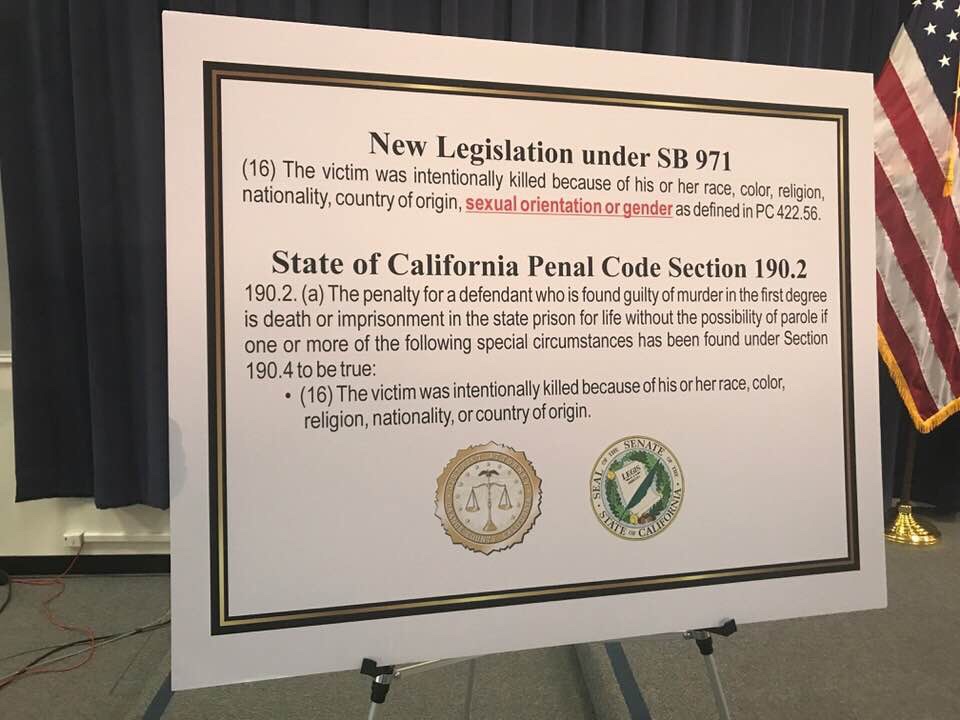 New Legislation under SB 971
(16) The victim was intentionally killed because of his or her race, color, religion,
nationality, country of origin, sexual orientation or gender as defined in PC 422.56.
State of California Penal Code Section 190.2
190.2. (a) The penalty for a defendant who is found guilty of murder in the first degree
is death or imprisonment in the state prison for life without the possibility of parole if
one or more of the following special circumstances has been found under Section
190.4 to be true:
• (16) The victim was intentionally killed because of his or her race, color,
religion, nationality, or country of origin.
SEAL OF THE SENATE OF THE STATE OF CALIFORNIA
LEGIS